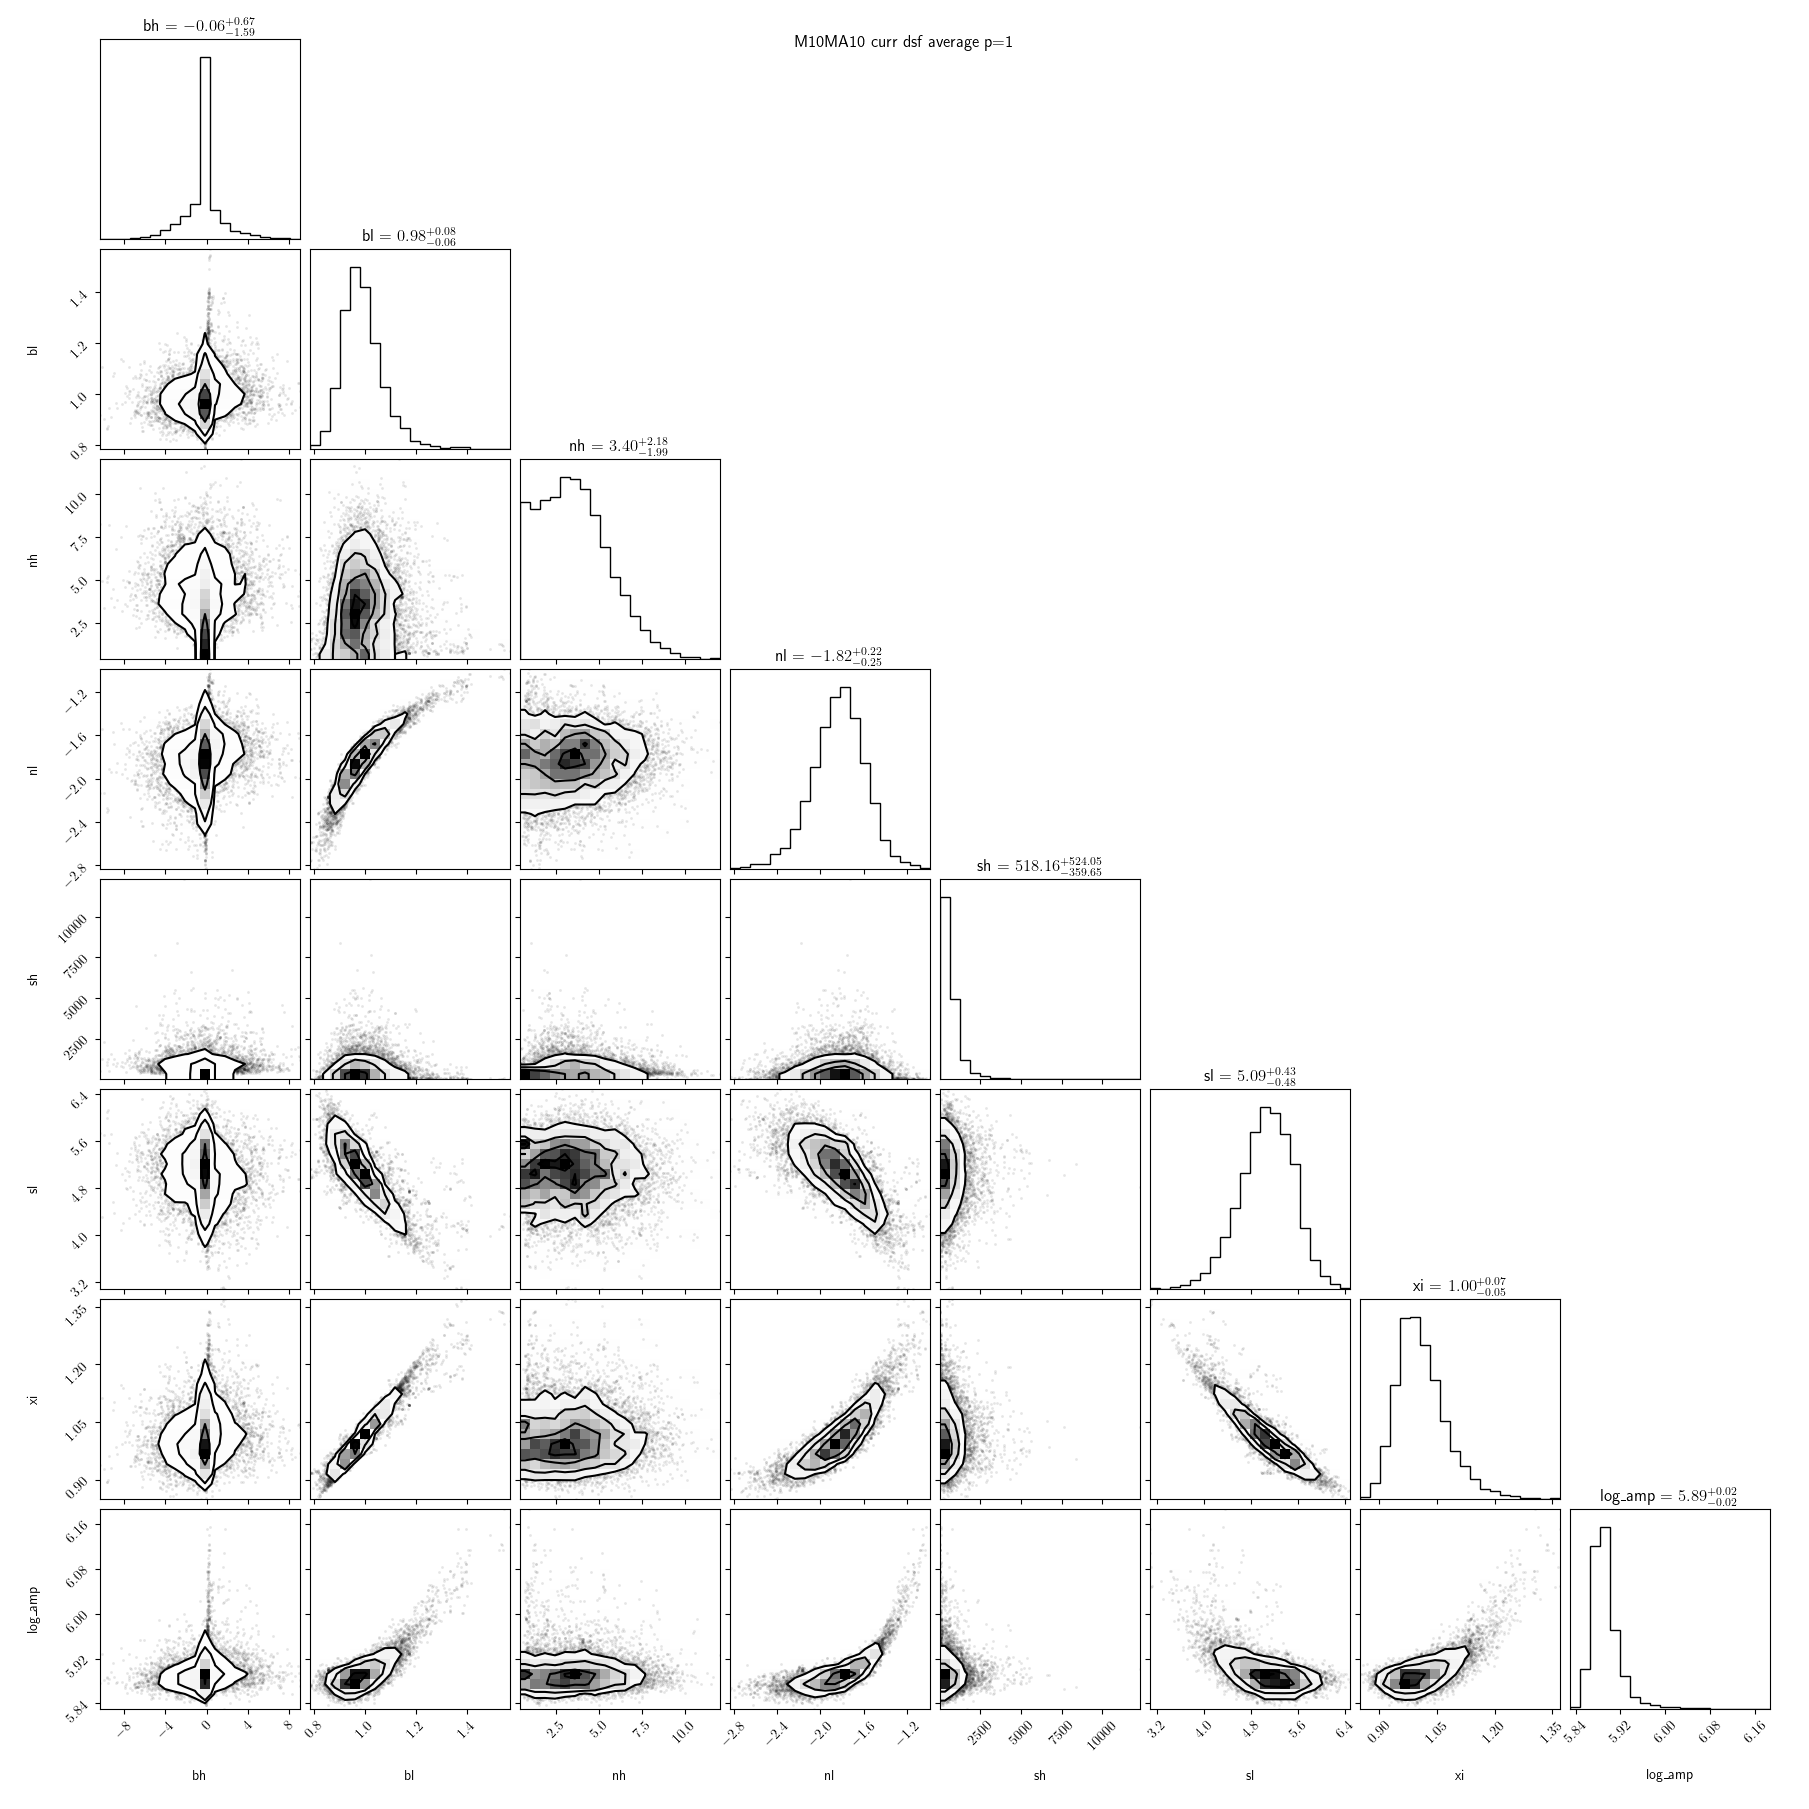 M10MA10 curr dsf average p=1
bh = −0.06+0.67−1.59
bl = 0.98+0.08−0.06
bl
1.4
1.2
1.0
0.8
nh = 3.40+2.18−1.99
nh
10.0
7.5
5.0
2.5
nl = −1.82+0.22−0.25
nl
−1.2
−1.6
−2.0
−2.4
−2.8
sh = 518.16+524.05−359.65
sh
10000
7500
5000
2500
sl = 5.09+0.43−0.48
sl
6.4
5.6
4.8
4.0
3.2
xi = 1.00+0.07−0.05
xi
1.35
1.20
1.05
0.90
log_amp = 5.89+0.02−0.02
log_amp
6.16
6.08
6.00
5.92
5.84
−8 −4 0 4 8 0.8 1.0 1.2 1.4 2.5 5.0 7.5 10.0 −2.8 −2.4 −2.0 −1.6 −1.2 2500 5000 7500 10000 3.2 4.0 4.8 5.6 6.4 0.90 1.05 1.20 1.35 5.84 5.92 6.00 6.08 6.16
bh bl nh nl sh sl xi log_amp